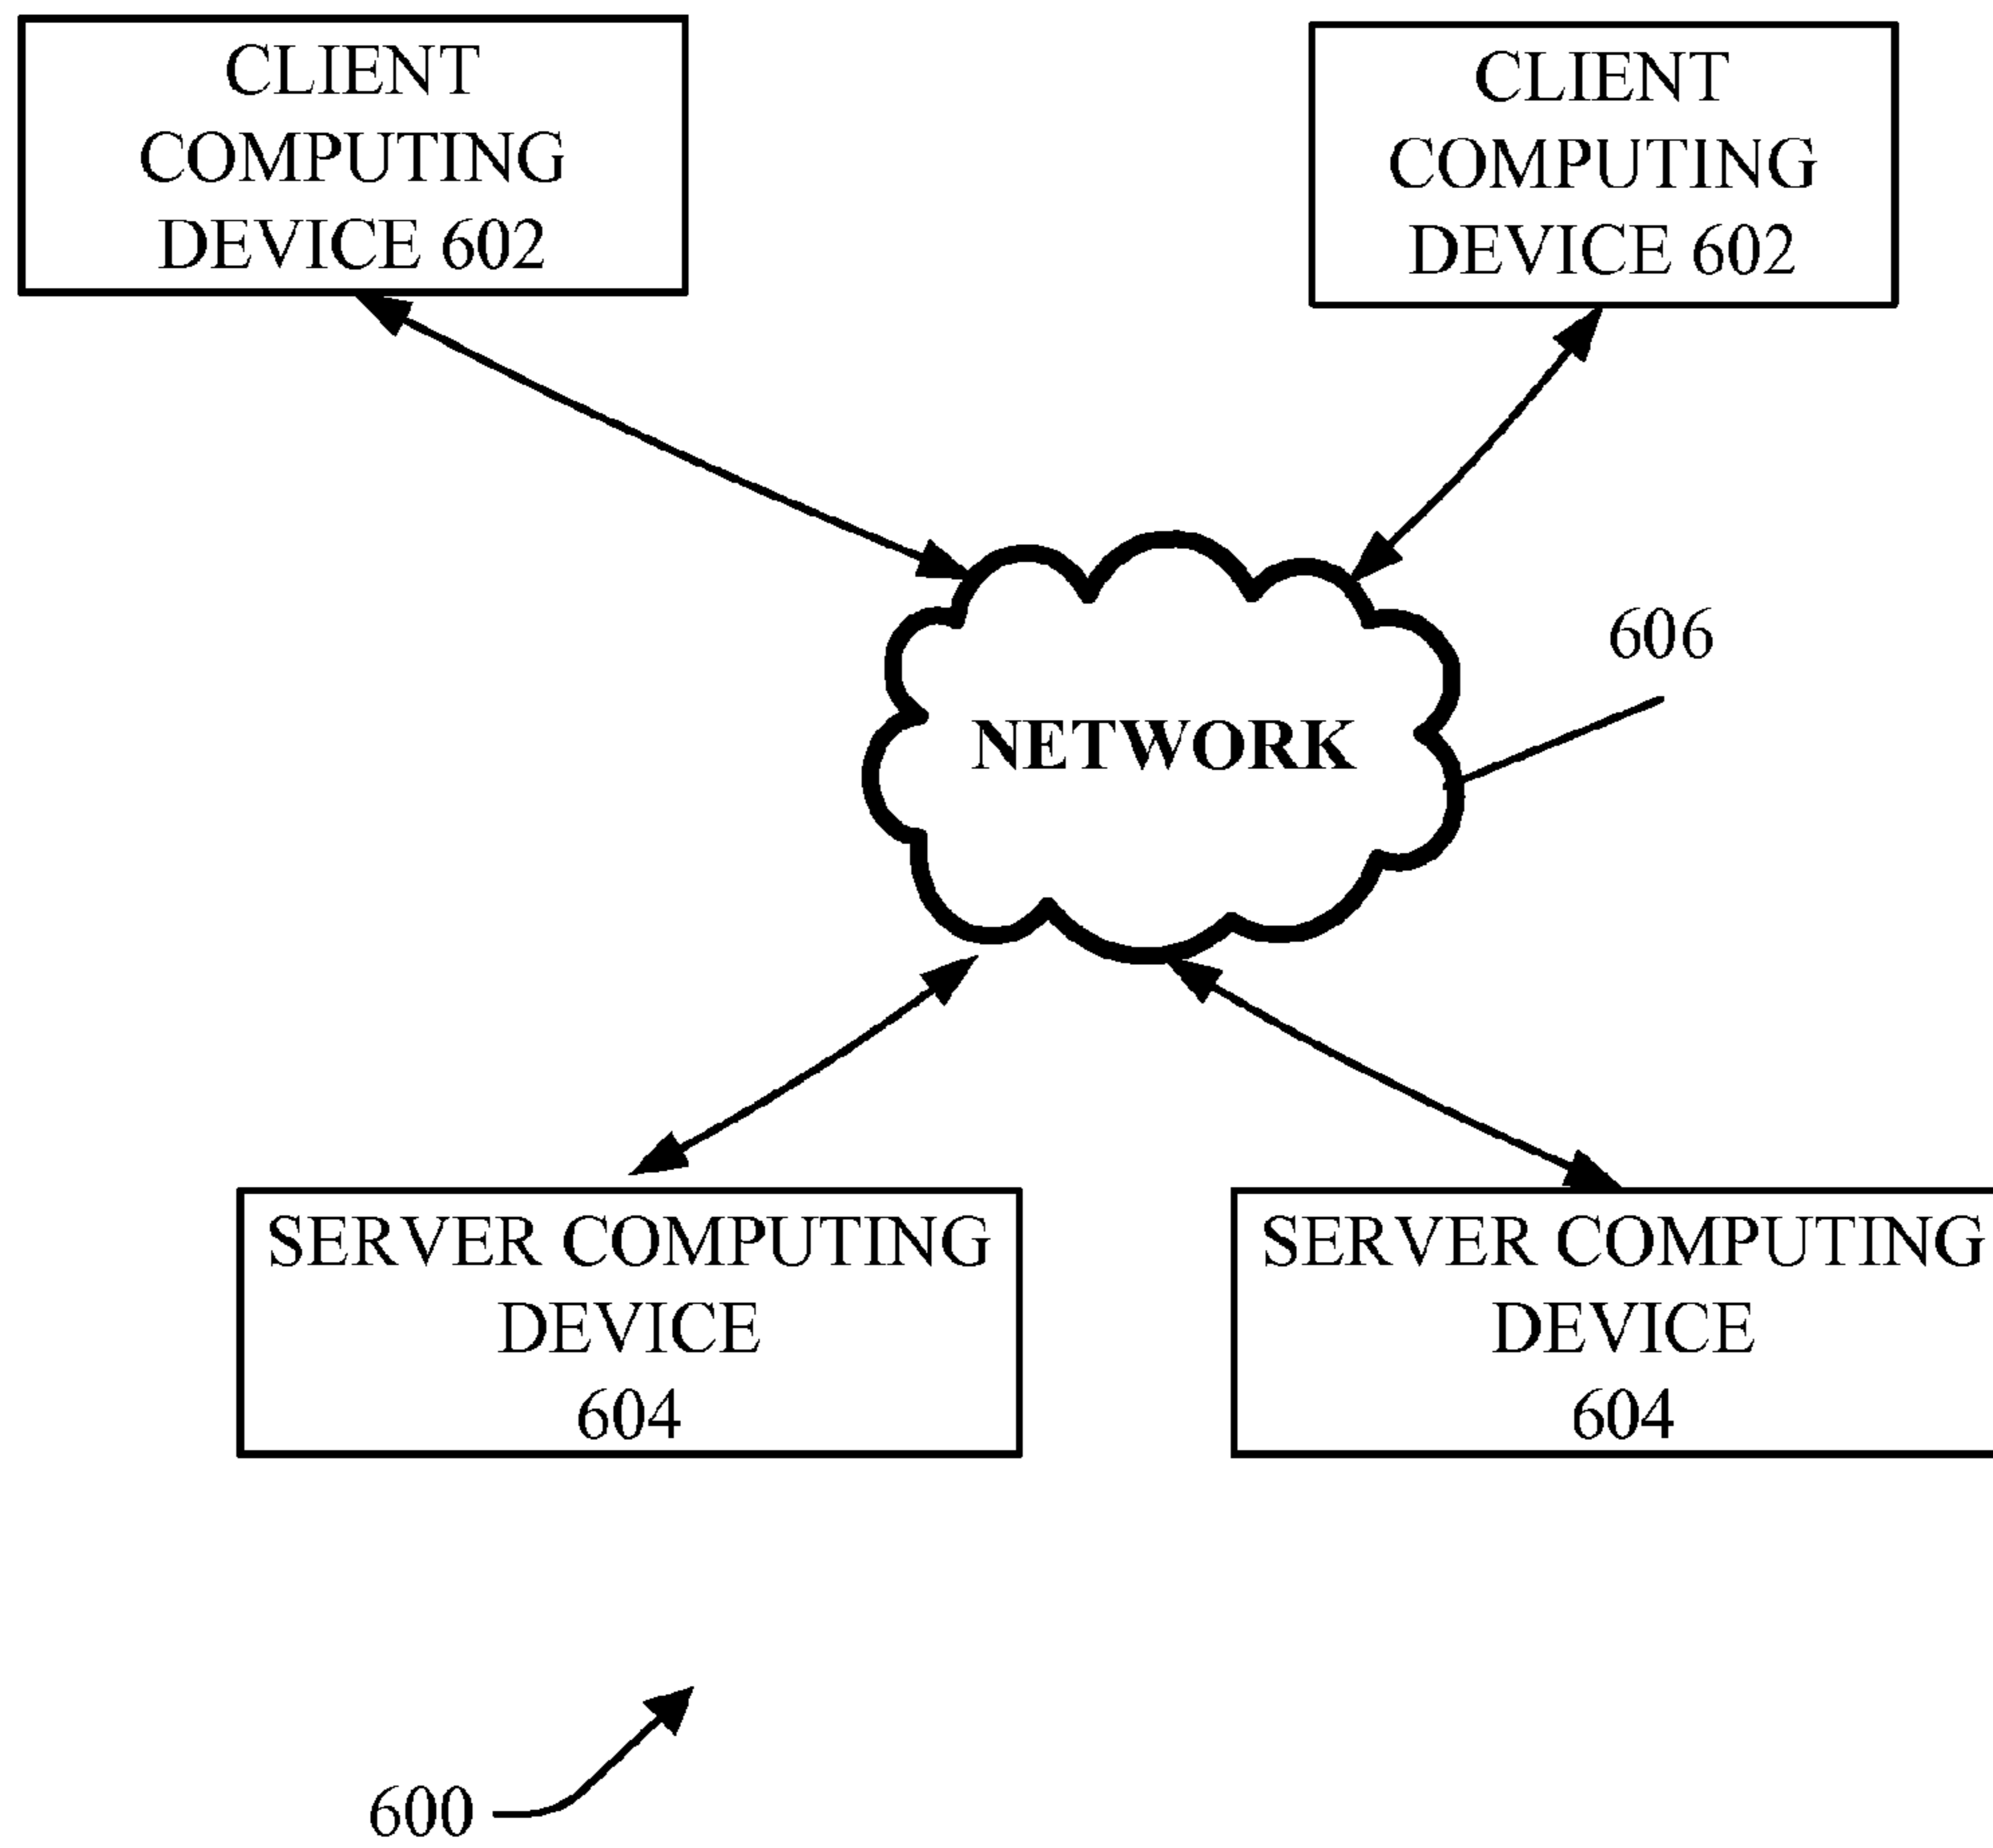 CLIENT
COMPUTING
DEVICE 602
CLIENT
COMPUTING
DEVICE 602
606
NETWORK
SERVER COMPUTING
DEVICE
604
SERVER COMPUTING
DEVICE
604
600